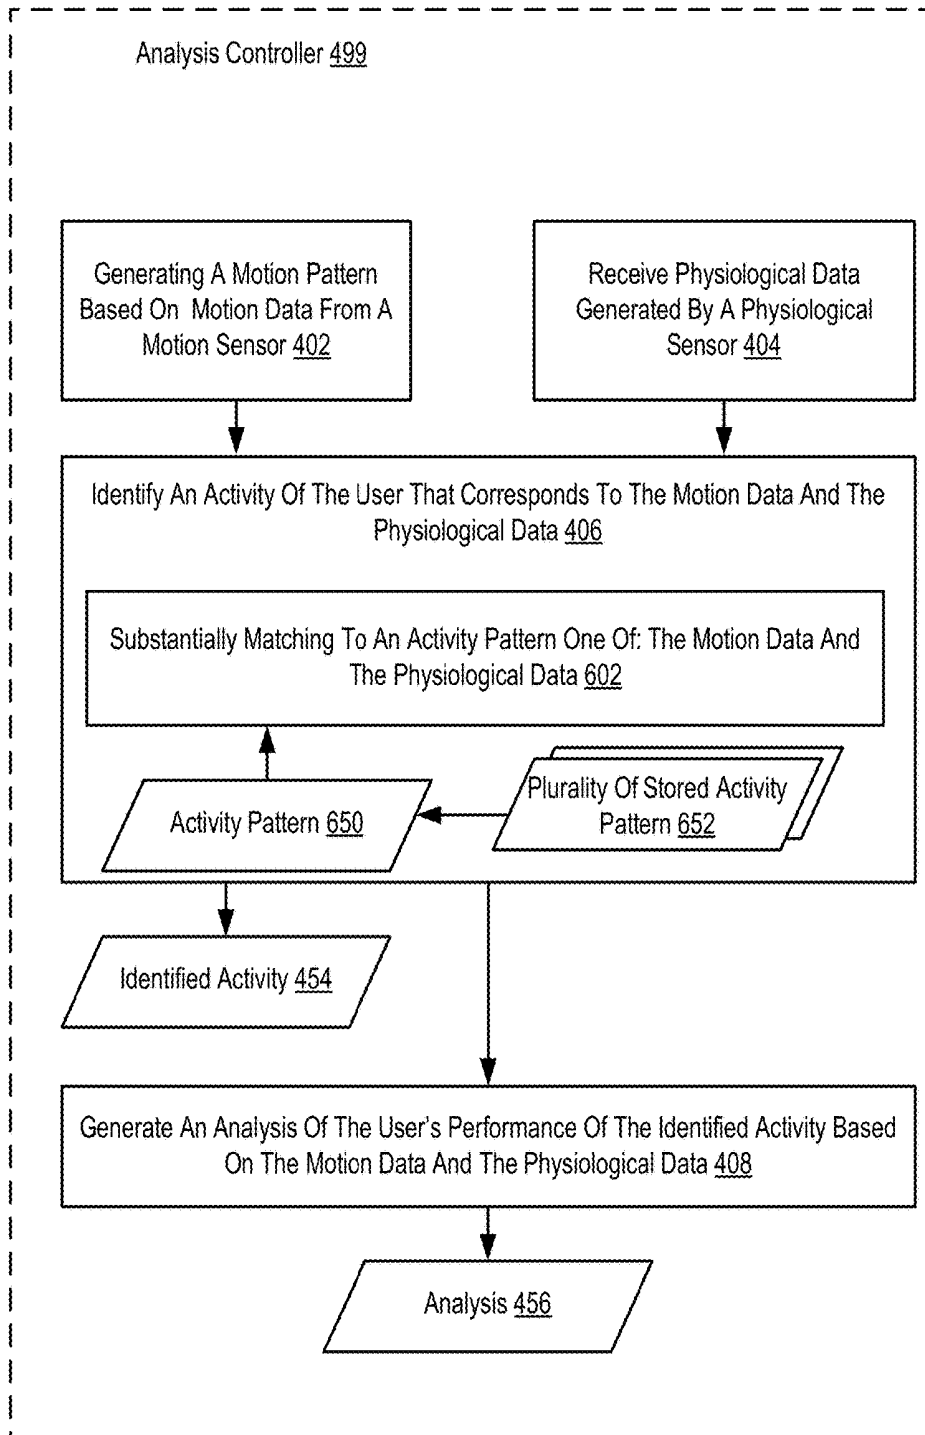 Analysis Controller 499
Generating A Motion Pattern
Based On Motion Data From A
Motion Sensor 402
Receive Physiological Data
Generated By A Physiological
Sensor 404
Identify An Activity Of The User That Corresponds To The Motion Data And The
Physiological Data 406
Substantially Matching To An Activity Pattern One Of: The Motion Data And
The Physiological Data 602
Activity Pattern 650
Plurality Of Stored Activity
Pattern 652
Identified Activity 454
Generate An Analysis Of The User's Performance Of The Identified Activity Based
On The Motion Data And The Physiological Data 408
Analysis 456